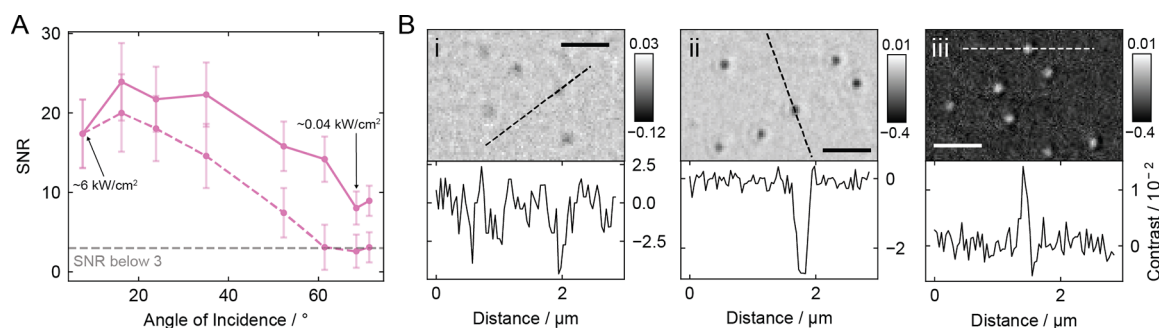 A
SNR
30
20
10
0
~6 kW/cm²
~0.04 kW/cm²
SNR below 3
20 40 60
Angle of Incidence / °
B
i
0.03
−0.12
2.5
0.0
−2.5
0 2
Distance / µm
ii
0.01
−0.4
0
−2
0 2
Distance / µm
iii
0.01
−0.4
1
0
Contrast / 10⁻²
0 2
Distance / µm